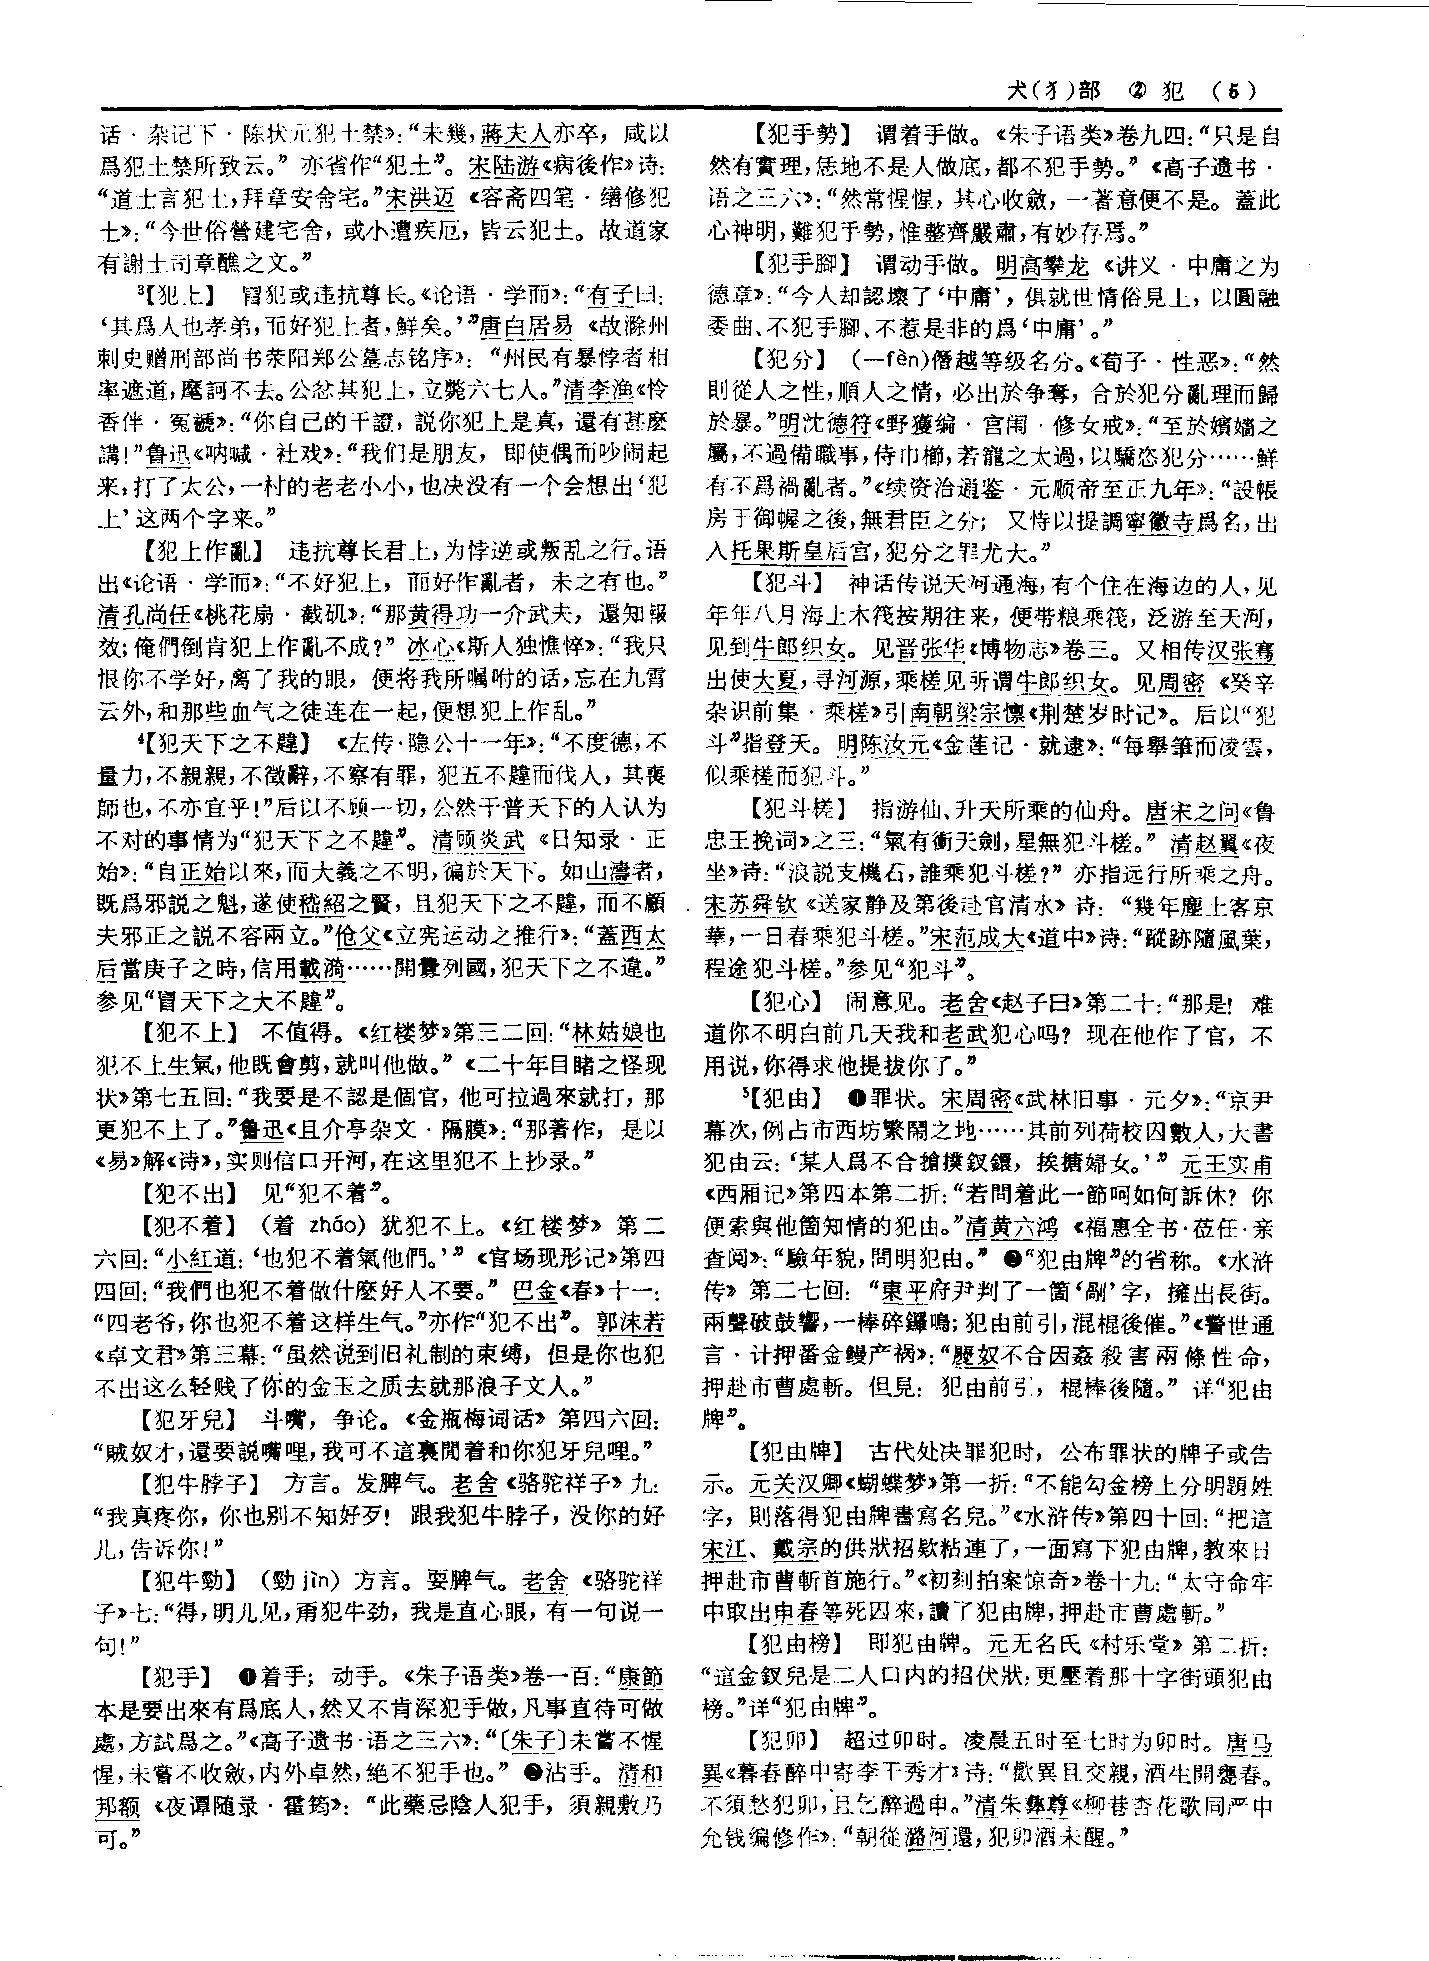 犬(犭)部 ② 犯 (5)
话·杂记下·陈状元犯土禁》：“未幾，蔣夫人亦卒，咸以
爲犯土禁所致云。”亦省作“犯土”。宋陆游《病後作》诗：
“道士言犯土，拜章安舍宅。”宋洪迈《容斋四笔·缮修犯
土》：“今世俗營建宅舍，或小遭疾厄，皆云犯土。故道家
有謝土司章醮之文。”
³【犯上】 冒犯或违抗尊长。《论语·学而》：“有子曰：
‘其爲人也孝弟，而好犯上者，鮮矣。’”唐白居易《故滁州
刺史赠刑部尚书荥阳郑公墓志铭序》：“州民有暴悖者相
率遮道，麾訶不去。公忿其犯上，立斃六七人。”清李渔《怜
香伴·冤褫》：“你自己的干證，説你犯上是真，還有甚麽
講！”鲁迅《呐喊·社戏》：“我们是朋友，即使偶而吵闹起
来，打了太公，一村的老老小小，也决没有一个会想出‘犯
上’这两个字来。”
【犯上作亂】 违抗尊长君上，为悖逆或叛乱之行。语
出《论语·学而》：“不好犯上，而好作亂者，未之有也。”
清孔尚任《桃花扇·截矶》：“那黄得功一介武夫，還知報
效；俺們倒肯犯上作亂不成？”冰心《斯人独憔悴》：“我只
恨你不学好，离了我的眼，便将我所嘱咐的话，忘在九霄
云外，和那些血气之徒连在一起，便想犯上作乱。”
⁴【犯天下之不韙】 《左传·隐公十一年》：“不度德，不
量力，不親親，不徵辭，不察有罪，犯五不韙而伐人，其喪
師也，不亦宜乎！”后以不顾一切，公然干普天下的人认为
不对的事情为“犯天下之不韙”。清顾炎武《日知录·正
始》：“自正始以來，而大義之不明，徧於天下。如山濤者，
既爲邪説之魁，遂使嵇紹之賢，且犯天下之不韙，而不顧
夫邪正之説不容兩立。”伧父《立宪运动之推行》：“蓋西太
后當庚子之時，信用載漪……開釁列國，犯天下之不違。”
参见“冒天下之大不韙”。
【犯不上】 不值得。《红楼梦》第三二回：“林姑娘也
犯不上生氣，他既會剪，就叫他做。”《二十年目睹之怪现
状》第七五回：“我要是不認是個官，他可拉過來就打，那
更犯不上了。”鲁迅《且介亭杂文·隔膜》：“那著作，是以
《易》解《诗》，实则信口开河，在这里犯不上抄录。”
【犯不出】 见“犯不着”。
【犯不着】 （着 zháo）犹犯不上。《红楼梦》第二
六回：“小紅道：‘也犯不着氣他們。’”《官场现形记》第四
四回：“我們也犯不着做什麽好人不要。”巴金《春》十一：
“四老爷，你也犯不着这样生气。”亦作“犯不出”。郭沫若
《卓文君》第三幕：“虽然说到旧礼制的束缚，但是你也犯
不出这么轻贱了你的金玉之质去就那浪子文人。”
【犯牙兒】 斗嘴，争论。《金瓶梅词话》第四六回：
“賊奴才，還要説嘴哩，我可不這裏閒着和你犯牙兒哩。”
【犯牛脖子】 方言。发脾气。老舍《骆驼祥子》九：
“我真疼你，你也别不知好歹！跟我犯牛脖子，没你的好
儿，告诉你！”
【犯牛勁】 （勁 jìn）方言。耍脾气。老舍《骆驼祥
子》七：“得，明儿见，甭犯牛劲，我是直心眼，有一句说一
句！”
【犯手】 ❶着手；动手。《朱子语类》卷一百：“康節
本是要出來有爲底人，然又不肯深犯手做，凡事直待可做
處，方試爲之。”《高子遗书·语之三六》：“〔朱子〕未嘗不惺
惺，未嘗不收斂，内外卓然，絶不犯手也。”❷沾手。清和
邦额《夜谭随录·霍筠》：“此藥忌陰人犯手，須親敷乃
可。”
【犯手勢】 谓着手做。《朱子语类》卷九四：“只是自
然有實理，恁地不是人做底，都不犯手勢。”《高子遗书·
语之三六》：“然常惺惺，其心收斂，一著意便不是。蓋此
心神明，難犯手勢，惟整齊嚴肅，有妙存焉。”
【犯手腳】 谓动手做。明高攀龙《讲义·中庸之为
德章》：“今人却認壞了‘中庸’，俱就世情俗見上，以圓融
委曲、不犯手腳、不惹是非的爲‘中庸’。”
【犯分】 （—fèn）僭越等级名分。《荀子·性恶》：“然
則從人之性，順人之情，必出於争奪，合於犯分亂理而歸
於暴。”明沈德符《野獲编·宫闱·修女戒》：“至於嬪嬙之
屬，不過備職事，侍巾櫛，若寵之太過，以驕恣犯分……鮮
有不爲禍亂者。”《续资治通鉴·元顺帝至正九年》：“設帳
房于御幄之後，無君臣之分；又恃以提調寧徽寺爲名，出
入托果斯皇后宫，犯分之罪尤大。”
【犯斗】 神话传说天河通海，有个住在海边的人，见
年年八月海上木筏按期往来，便带粮乘筏，泛游至天河，
见到牛郎织女。见晋张华《博物志》卷三。又相传汉张骞
出使大夏，寻河源，乘槎见所谓牛郎织女。见周密《癸辛
杂识前集·乘槎》引南朝梁宗懔《荆楚岁时记》。后以“犯
斗”指登天。明陈汝元《金莲记·就逮》：“每舉筆而凌雲，
似乘槎而犯斗。”
【犯斗槎】 指游仙、升天所乘的仙舟。唐宋之问《鲁
忠王挽词》之三：“氣有衝天劍，星無犯斗槎。”清赵翼《夜
坐》诗：“浪説支機石，誰乘犯斗槎？”亦指远行所乘之舟。
宋苏舜钦《送家静及第後赴官清水》诗：“幾年塵上客京
華，一日春乘犯斗槎。”宋范成大《道中》诗：“蹤跡隨風葉，
程途犯斗槎。”参见“犯斗”。
【犯心】 闹意见。老舍《赵子曰》第二十：“那是！难
道你不明白前几天我和老武犯心吗？现在他作了官，不
用说，你得求他提拔你了。”
⁵【犯由】 ❶罪状。宋周密《武林旧事·元夕》：“京尹
幕次，例占市西坊繁鬧之地……其前列荷校囚數人，大書
犯由云：‘某人爲不合搶撲釵鐶，挨搪婦女。’”元王实甫
《西厢记》第四本第二折：“若問着此一節呵如何訴休？你
便索與他箇知情的犯由。”清黄六鸿《福惠全书·莅任·亲
查阅》：“驗年貌，問明犯由。”❷“犯由牌”的省称。《水浒
传》第二七回：“東平府尹判了一箇‘剮’字，擁出長街。
兩聲破鼓響，一棒碎鑼鳴；犯由前引，混棍後催。”《警世通
言·计押番金鳗产祸》：“慶奴不合因姦殺害兩條性命，
押赴市曹處斬。但見：犯由前引，棍棒後隨。”详“犯由
牌”。
【犯由牌】 古代处决罪犯时，公布罪状的牌子或告
示。元关汉卿《蝴蝶梦》第一折：“不能勾金榜上分明題姓
字，則落得犯由牌書寫名兒。”《水浒传》第四十回：“把這
宋江、戴宗的供狀招欵粘連了，一面寫下犯由牌，教來日
押赴市曹斬首施行。”《初刻拍案惊奇》卷十九：“太守命牢
中取出申春等死囚來，讀了犯由牌，押赴市曹處斬。”
【犯由榜】 即犯由牌。元无名氏《村乐堂》第二折：
“這金釵兒是二人口内的招伏狀；更壓着那十字街頭犯由
榜。”详“犯由牌”。
【犯卯】 超过卯时。凌晨五时至七时为卯时。唐马
异《暮春醉中寄李干秀才》诗：“歡異且交親，酒生開甕春。
不須愁犯卯，且乞醉過申。”清朱彝尊《柳巷杏花歌同严中
允钱编修作》：“朝從潞河還，犯卯酒未醒。”